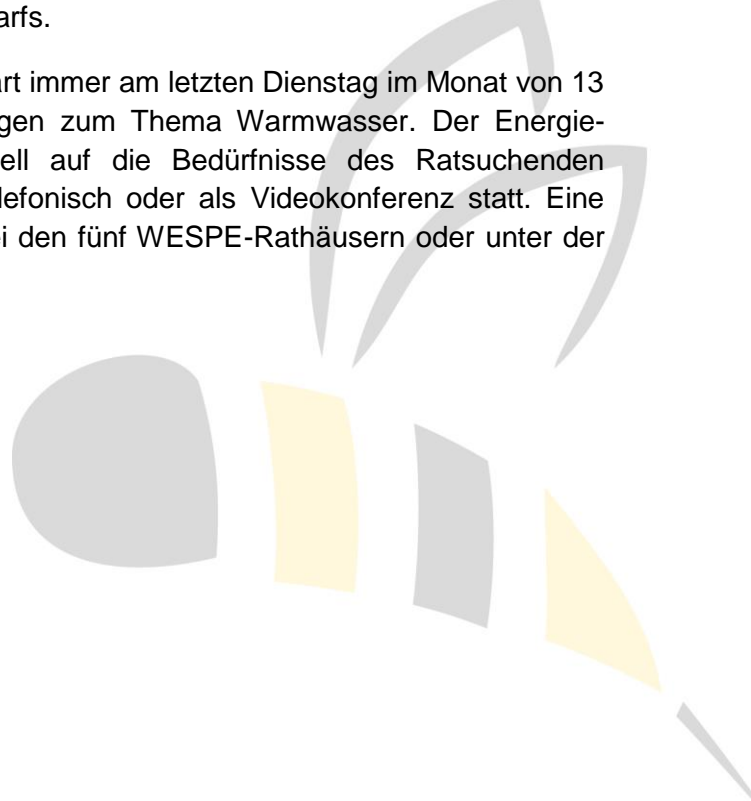 arfs.
art immer am letzten Dienstag im Monat von 13
gen zum Thema Warmwasser. Der Energie-
ell auf die Bedürfnisse des Ratsuchenden
lefonisch oder als Videokonferenz statt. Eine
ei den fünf WESPE-Rathäusern oder unter der